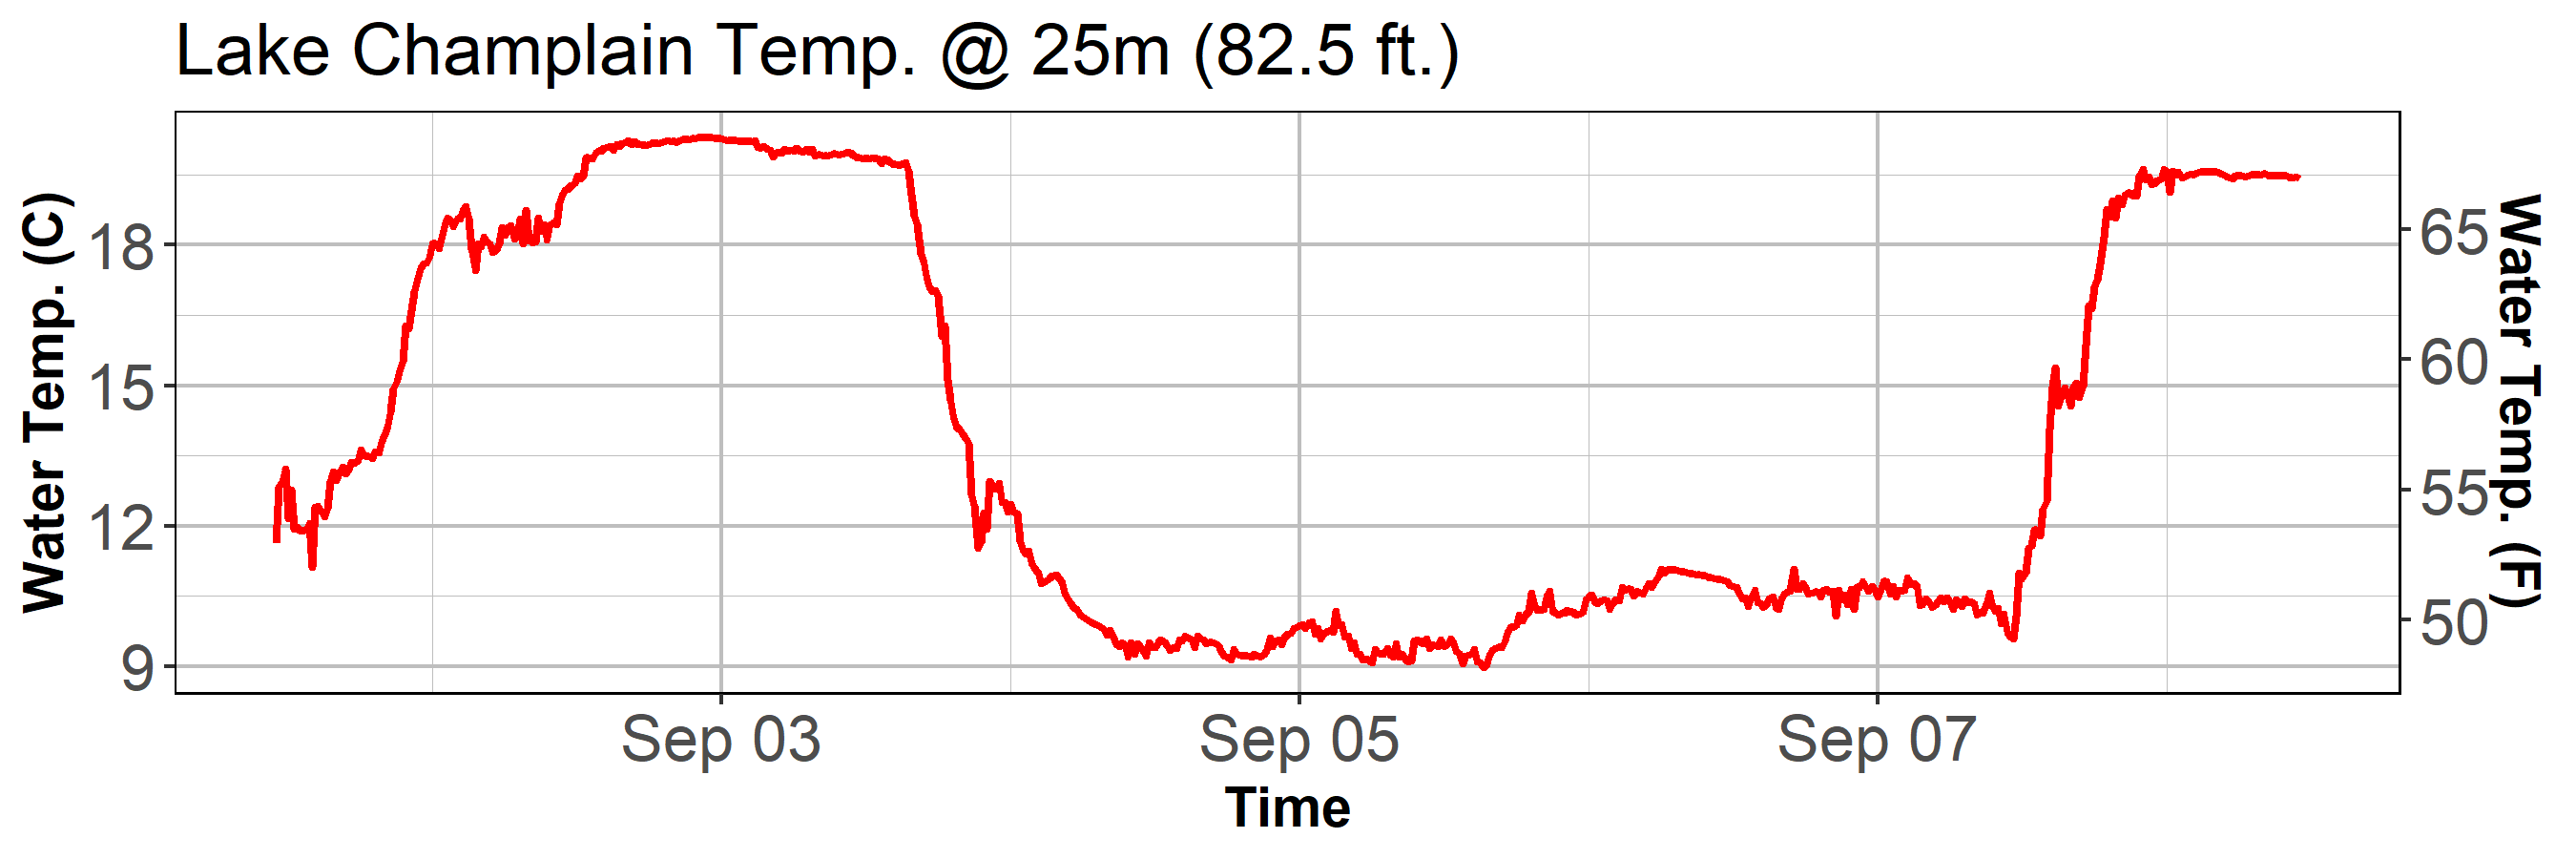 Lake Champlain Temp. @ 25m (82.5 ft.)
Water Temp. (C)
18
15
12
9
65
60
55
50
Water Temp. (F)
Sep 03
Sep 05
Sep 07
Time